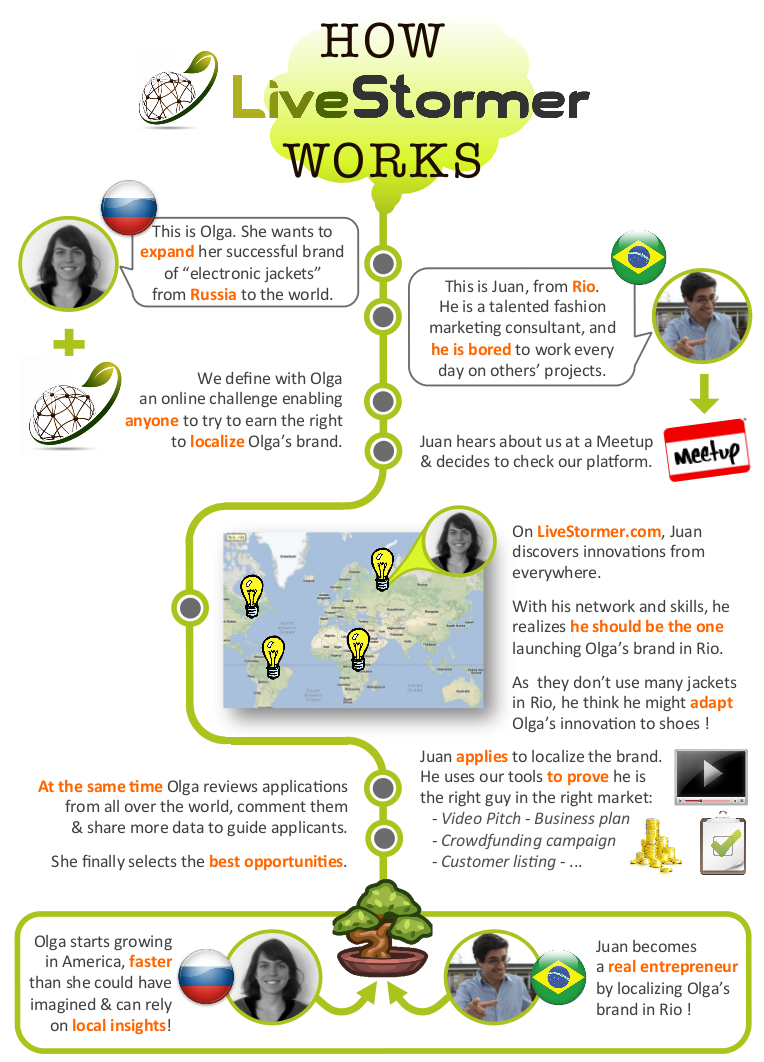 HOW
LiveStormer
WORKS
This is Olga. She wants to
expand her successful brand
of “electronic jackets”
from Russia to the world.
This is Juan, from Rio.
He is a talented fashion
marketing consultant, and
he is bored to work every
day on others’ projects.
We define with Olga
an online challenge enabling
anyone to try to earn the right
to localize Olga’s brand.
Juan hears about us at a Meetup
& decides to check our platform.
Meetup
On LiveStormer.com, Juan
discovers innovations from
everywhere.
With his network and skills, he
realizes he should be the one
launching Olga’s brand in Rio.
As they don’t use many jackets
in Rio, he think he might adapt
Olga’s innovation to shoes !
Juan applies to localize the brand.
He uses our tools to prove he is
the right guy in the right market:
- Video Pitch - Business plan
- Crowdfunding campaign
- Customer listing - ...
At the same time Olga reviews applications
from all over the world, comment them
& share more data to guide applicants.
She finally selects the best opportunities.
Olga starts growing
in America, faster
than she could have
imagined & can rely
on local insights!
Juan becomes
a real entrepreneur
by localizing Olga’s
brand in Rio !